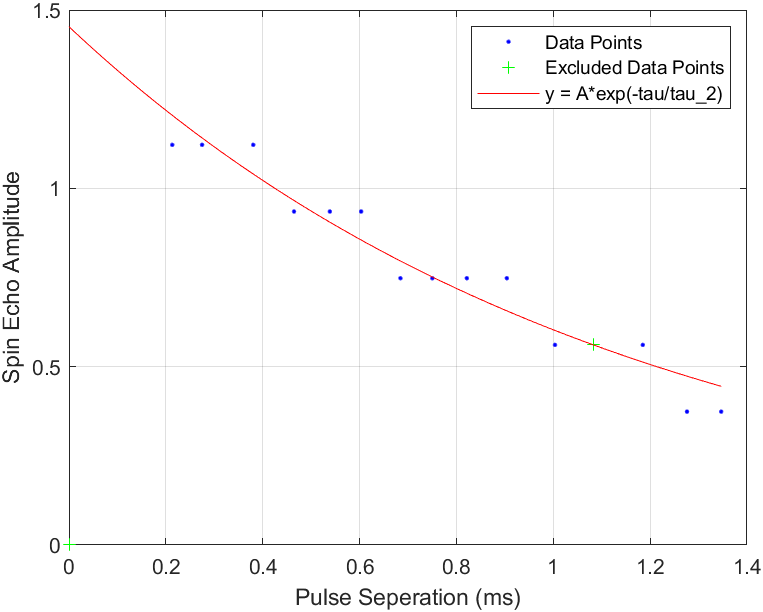 1.5
1
0.5
0
0
0.2
0.4
0.6
0.8
1
1.2
1.4
Spin Echo Amplitude
Pulse Seperation (ms)
Data Points
Excluded Data Points
y = A*exp(-tau/tau_2)